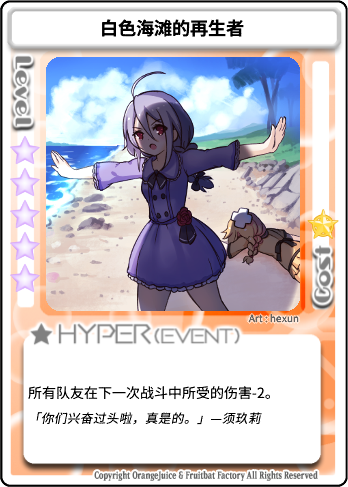 白色海滩的再生者
Level
Cost
Art : hexun
HYPER (EVENT)
所有队友在下一次战斗中所受的伤害-2。
「你们兴奋过头啦，真是的。」—须玖莉
Copyright OrangeJuice & Fruitbat Factory All Rights Reserved